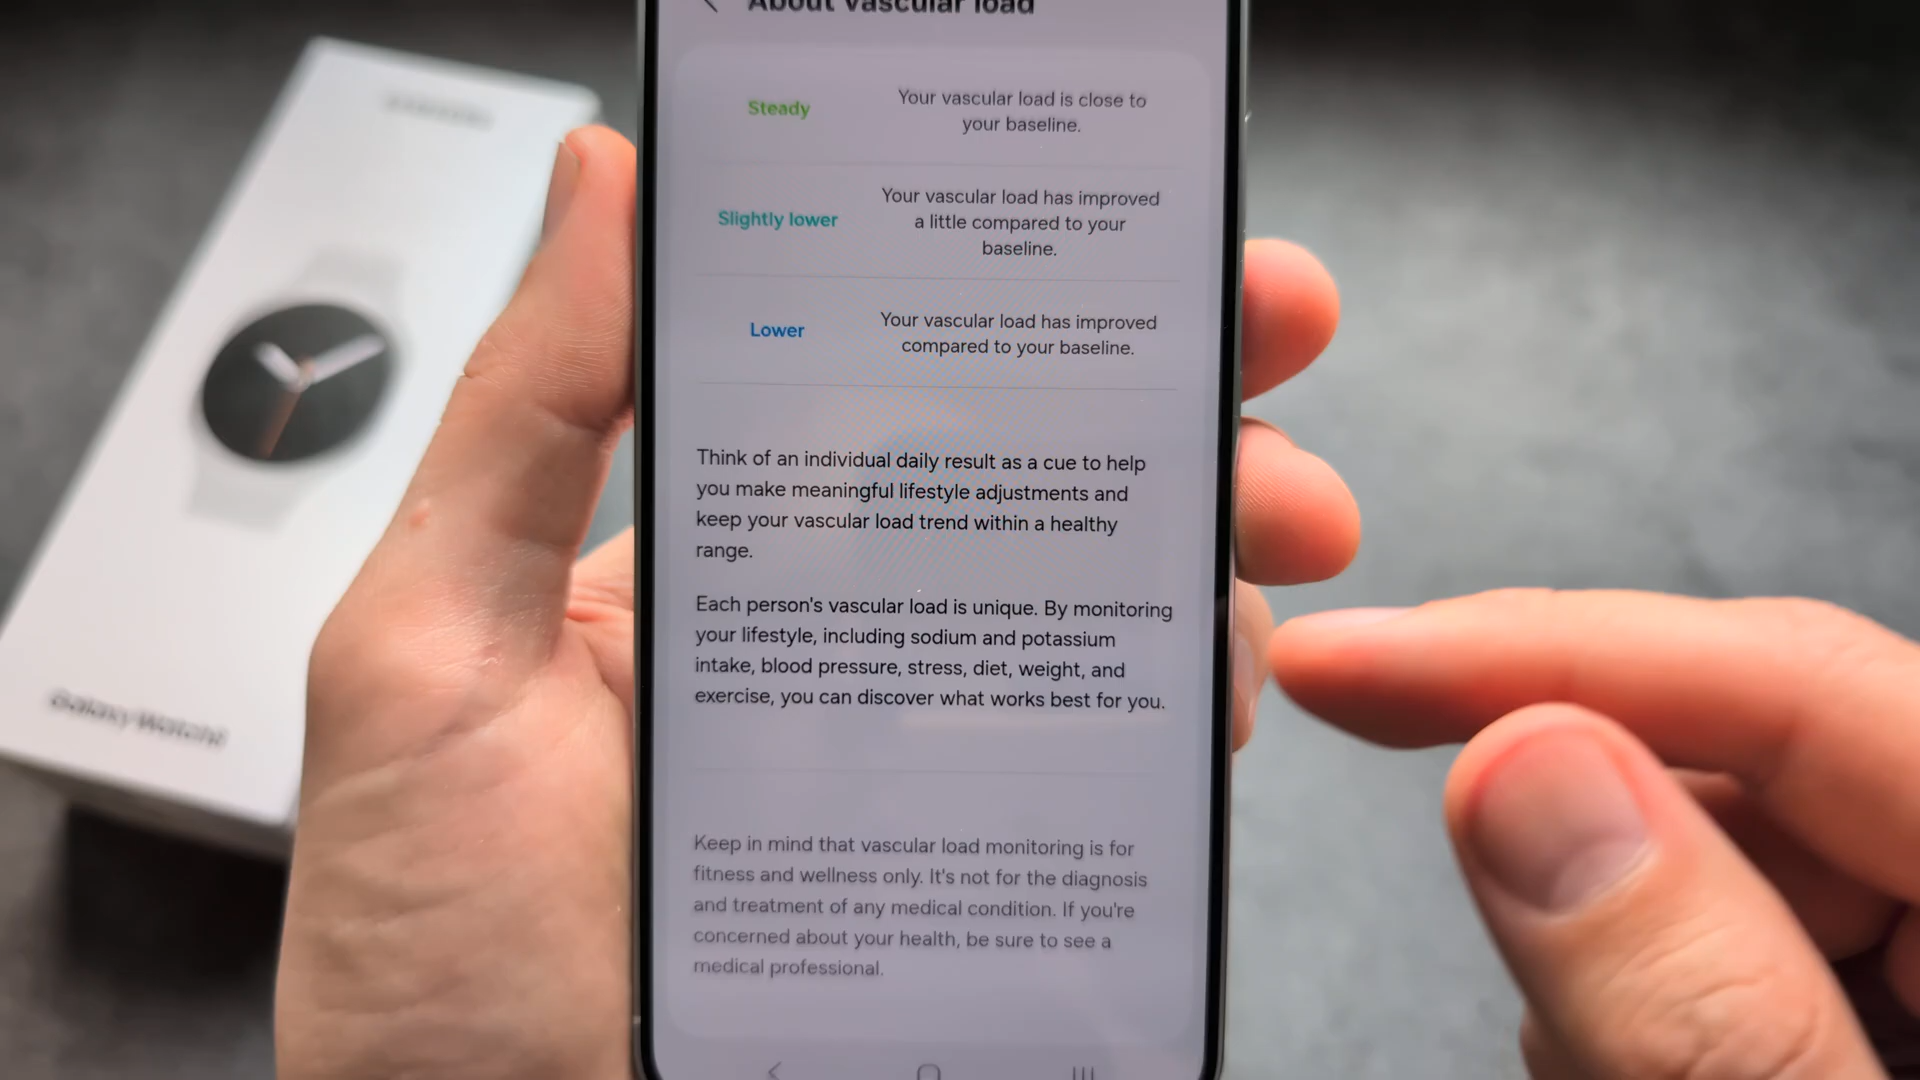 About vascular load
Steady
Your vascular load is close to
your baseline.
Slightly lower
Your vascular load has improved
a little compared to your
baseline.
Lower
Your vascular load has improved
compared to your baseline.
Think of an individual daily result as a cue to help
you make meaningful lifestyle adjustments and
keep your vascular load trend within a healthy
range.
Each person's vascular load is unique. By monitoring
your lifestyle, including sodium and potassium
intake, blood pressure, stress, diet, weight, and
exercise, you can discover what works best for you.
Keep in mind that vascular load monitoring is for
fitness and wellness only. It's not for the diagnosis
and treatment of any medical condition. If you're
concerned about your health, be sure to see a
medical professional.
Galaxy Watch8